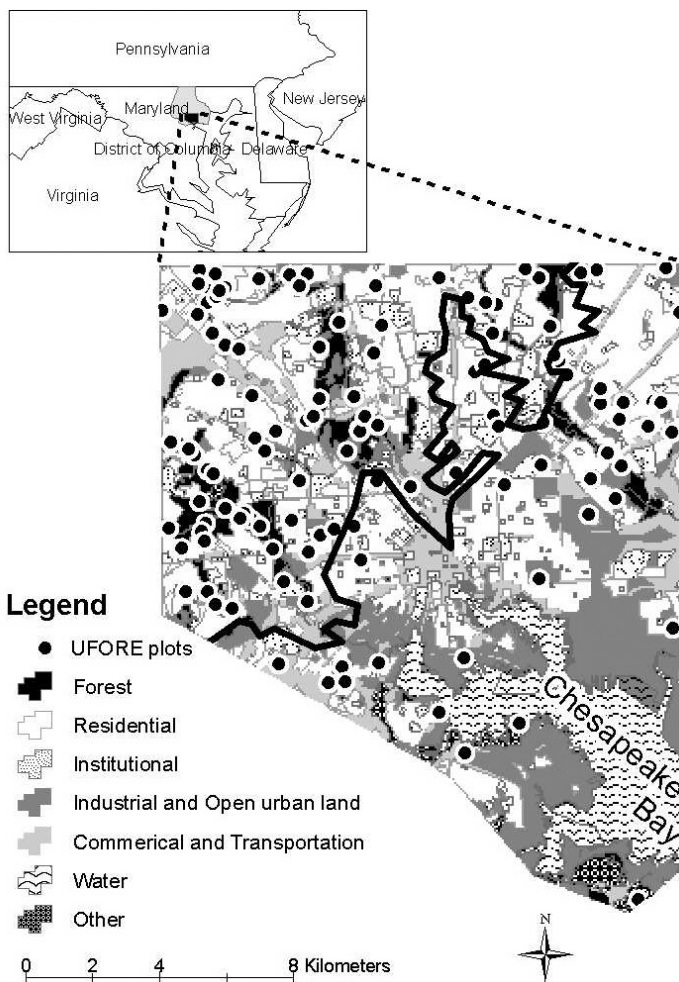 Pennsylvania
New Jersey
Maryland
West Virginia
District of Columbia
Delaware
Virginia
Chesapeake
Bay
Legend
UFORE plots
Forest
Residential
Institutional
Industrial and Open urban land
Commerical and Transportation
Water
Other
N
0 2 4 8 Kilometers